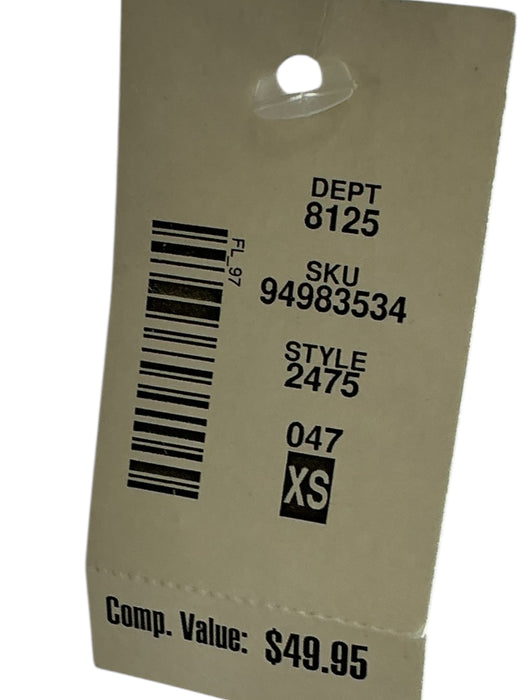 DEPT
8125
FL_97
SKU
94983534
STYLE
2475
047
XS
Comp. Value: $49.95